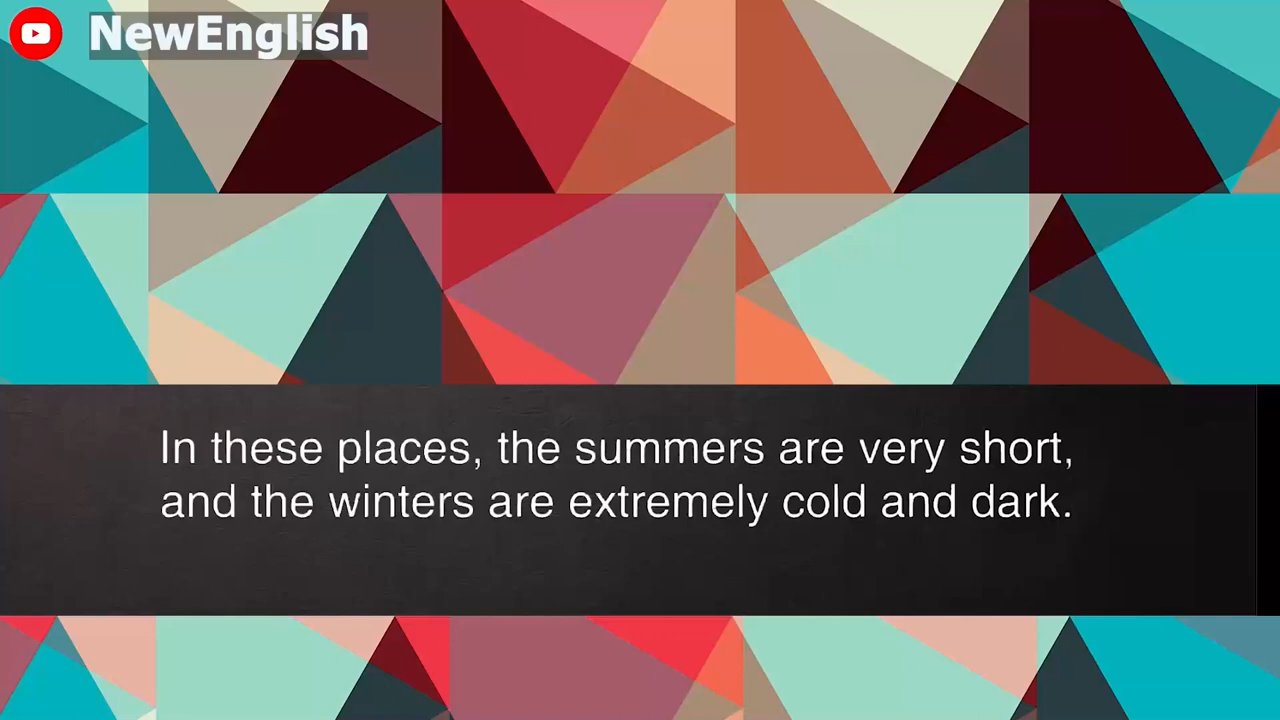 NewEnglish
In these places, the summers are very short,
and the winters are extremely cold and dark.